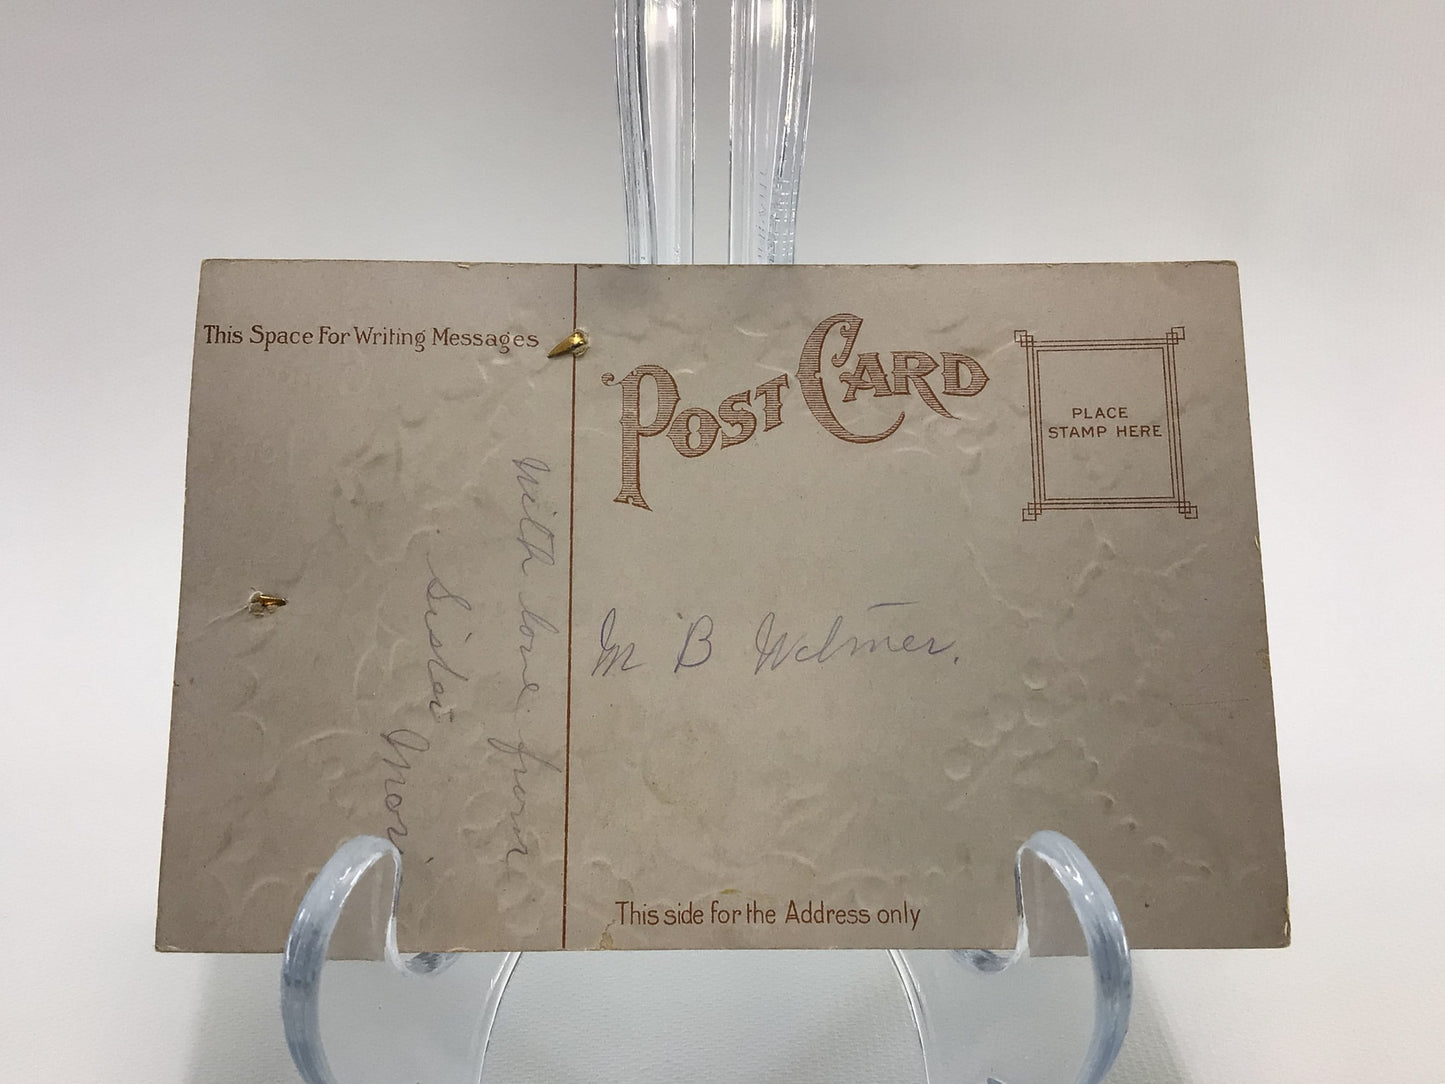 This Space For Writing Messages
POST CARD
PLACE
STAMP HERE
With love from
Sister
M B Welmer.
This side for the Address only